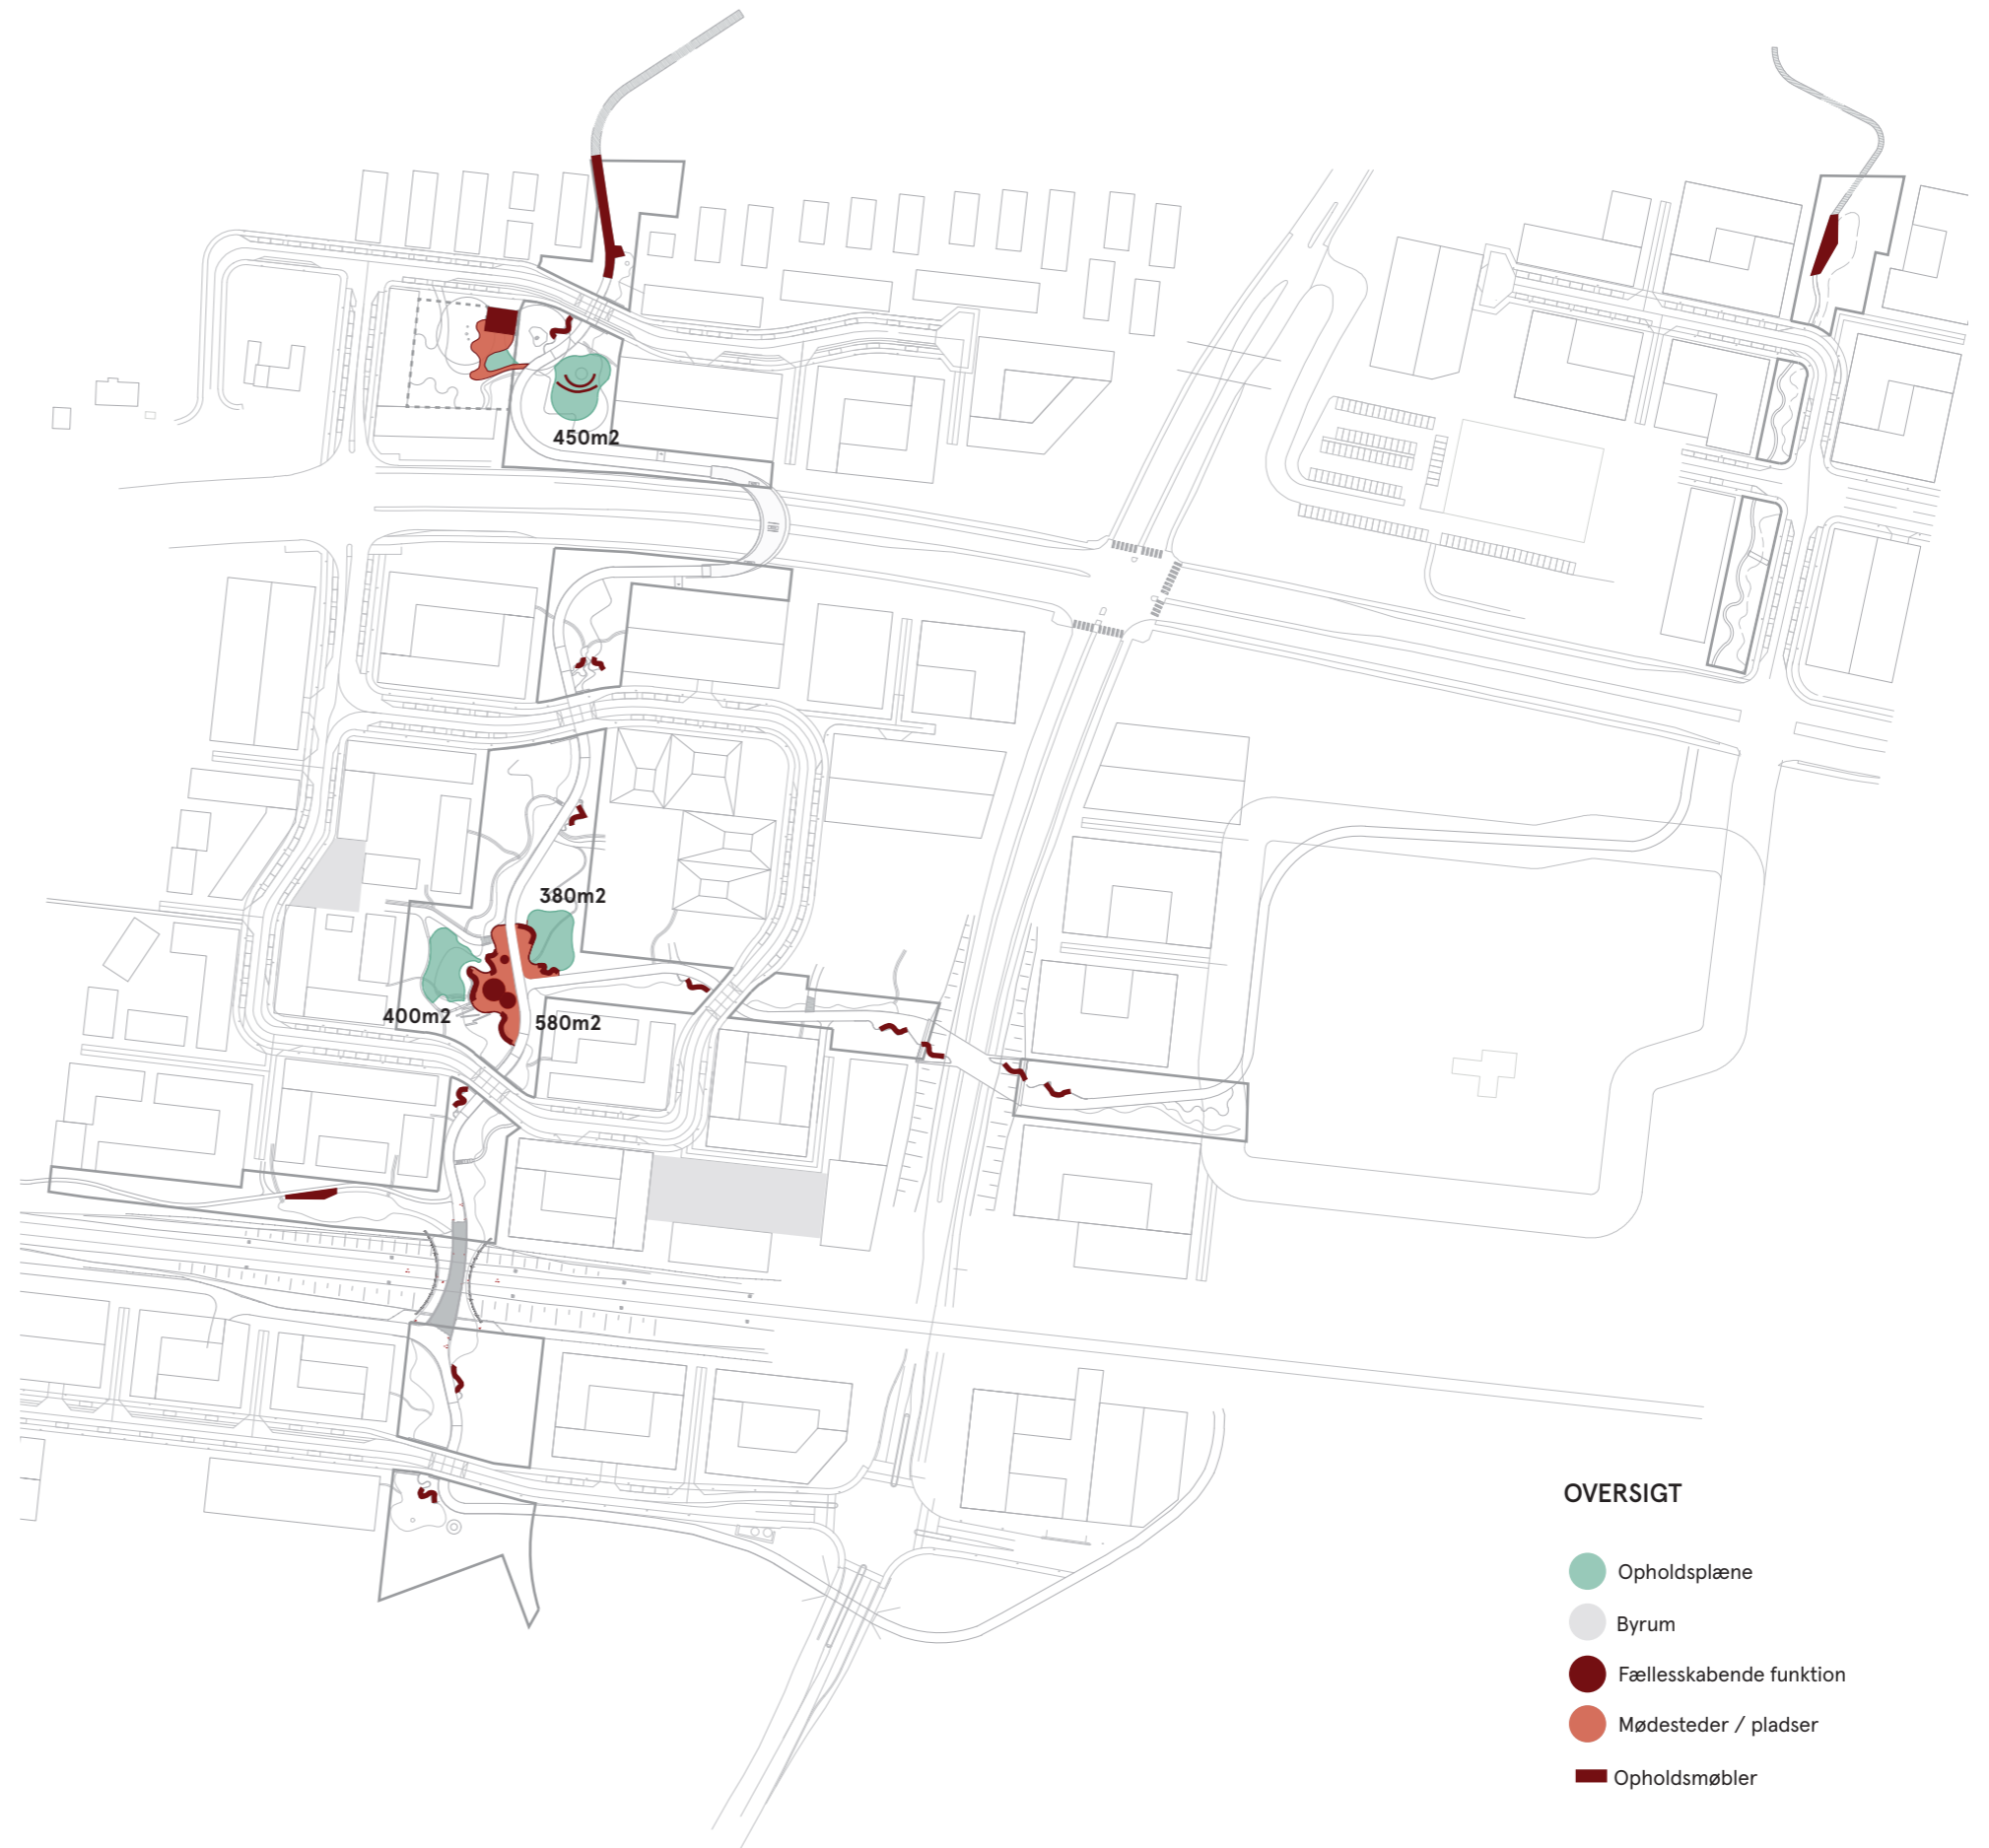 450m2
380m2
400m2
580m2
OVERSIGT
Opholdsplæne
Byrum
Fællesskabende funktion
Mødesteder / pladser
Opholdsmøbler